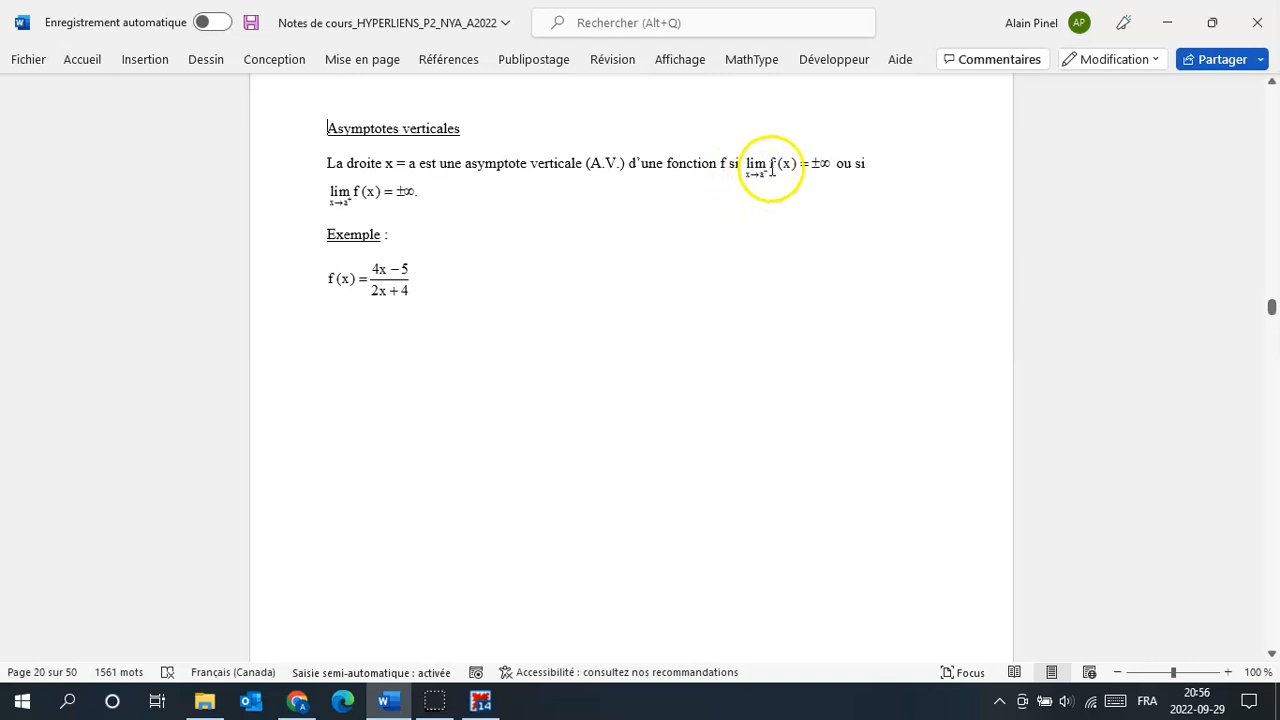 Enregistrement automatique
Notes de cours_HYPERLIENS_P2_NYA_A2022
Rechercher (Alt+Q)
Alain Pinel AP
Fichier Accueil Insertion Dessin Conception Mise en page Références Publipostage Révision Affichage MathType Développeur Aide Commentaires Modification Partager
Asymptotes verticales
La droite x = a est une asymptote verticale (A.V.) d’une fonction f si lim f (x) = ±∞ ou si
x→a⁻
lim f (x) = ±∞.
x→a⁺
Exemple :
f (x) = 4x − 5
2x + 4
Page 20 sur 50 1561 mots Français (Canada) Saisie semi-automatique : activée Accessibilité : consultez nos recommandations Focus 100 %
14
FRA
20:56
2022-09-29